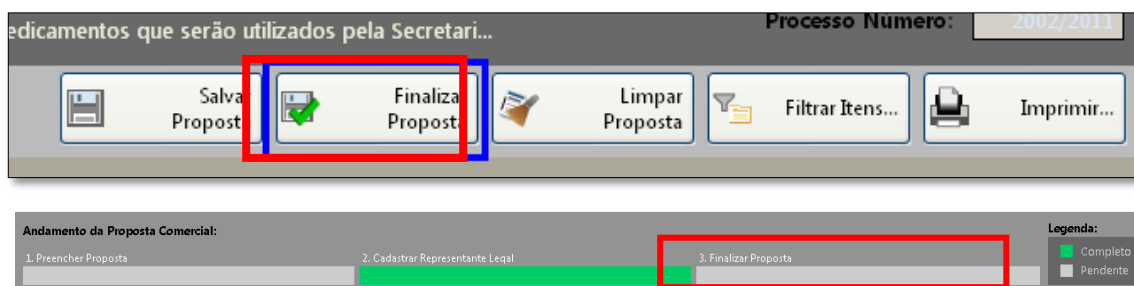 edicamentos que serão utilizados pela Secretari...
Processo Número: 2002/2011
Salva
Propost
Finaliza
Proposta
Limpar
Proposta
Filtrar Itens...
Imprimir...
Andamento da Proposta Comercial:
Legenda:
1. Preencher Proposta
2. Cadastrar Representante Legal
3. Finalizar Proposta
Completo
Pendente